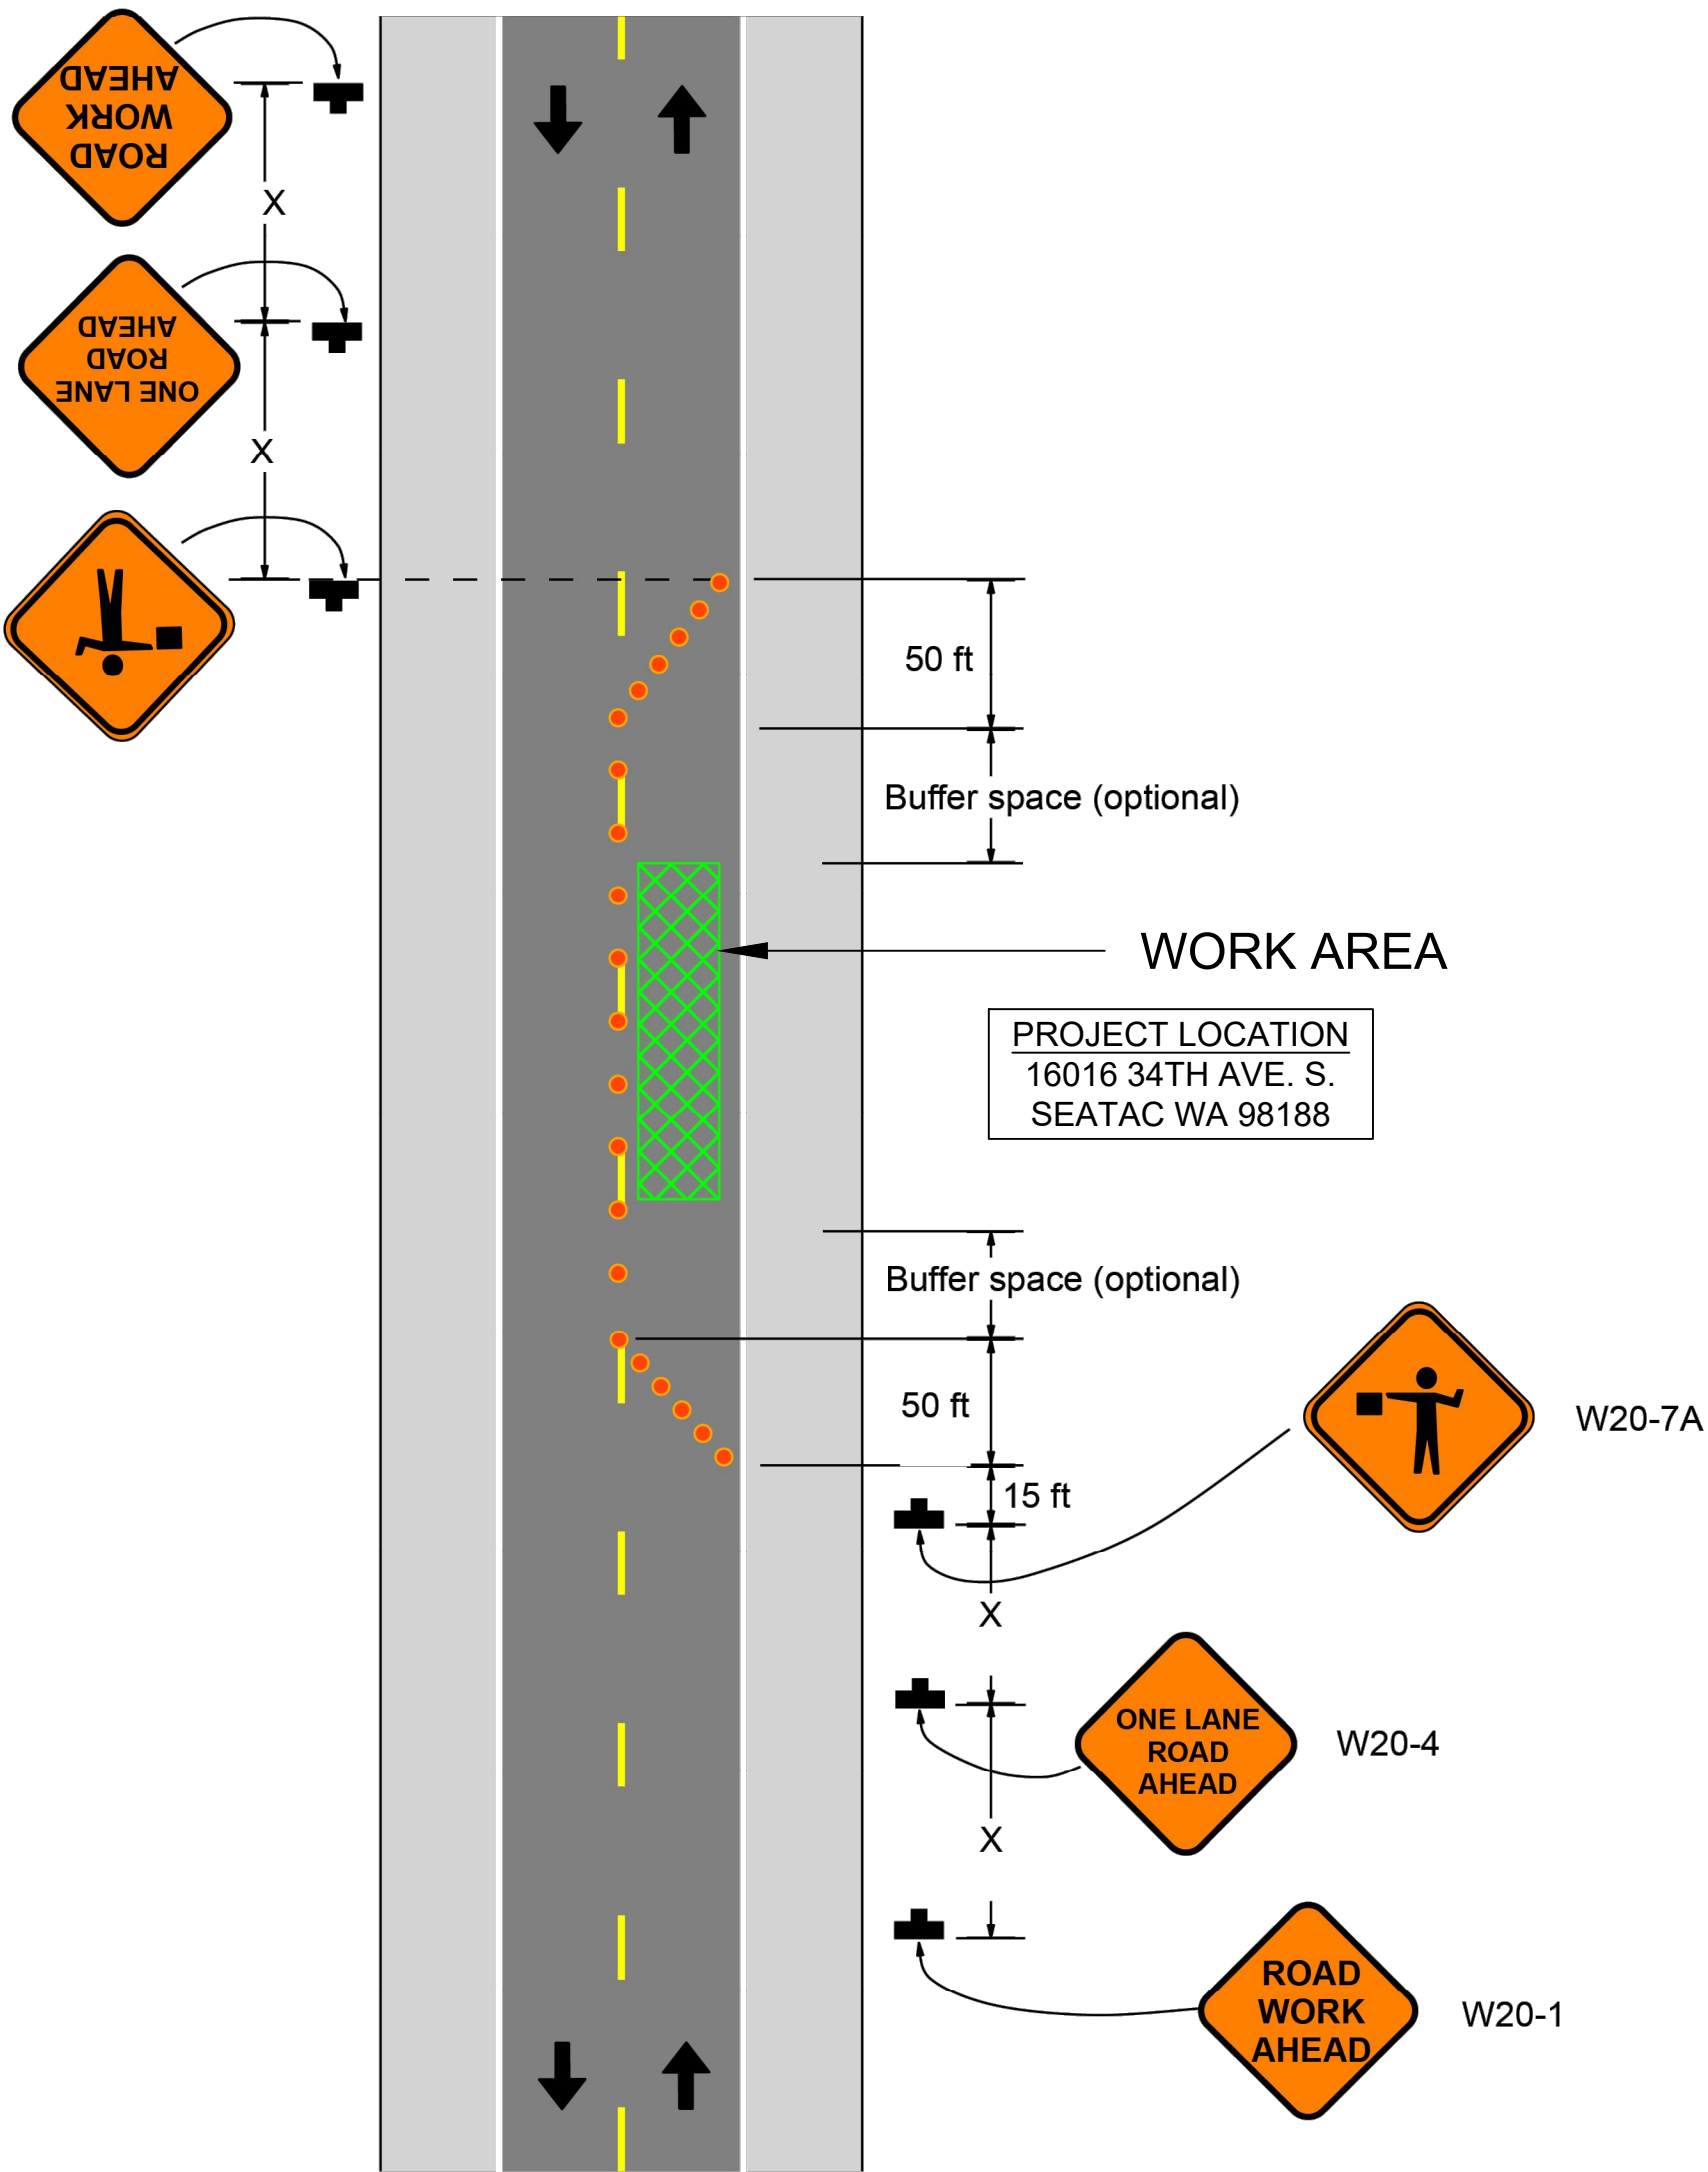 ROAD
WORK
AHEAD
X
ONE LANE
ROAD
AHEAD
X
50 ft
Buffer space (optional)
WORK AREA
PROJECT LOCATION
16016 34TH AVE. S.
SEATAC WA 98188
Buffer space (optional)
50 ft
W20-7A
15 ft
X
ONE LANE
ROAD
AHEAD
W20-4
X
ROAD
WORK
AHEAD
W20-1